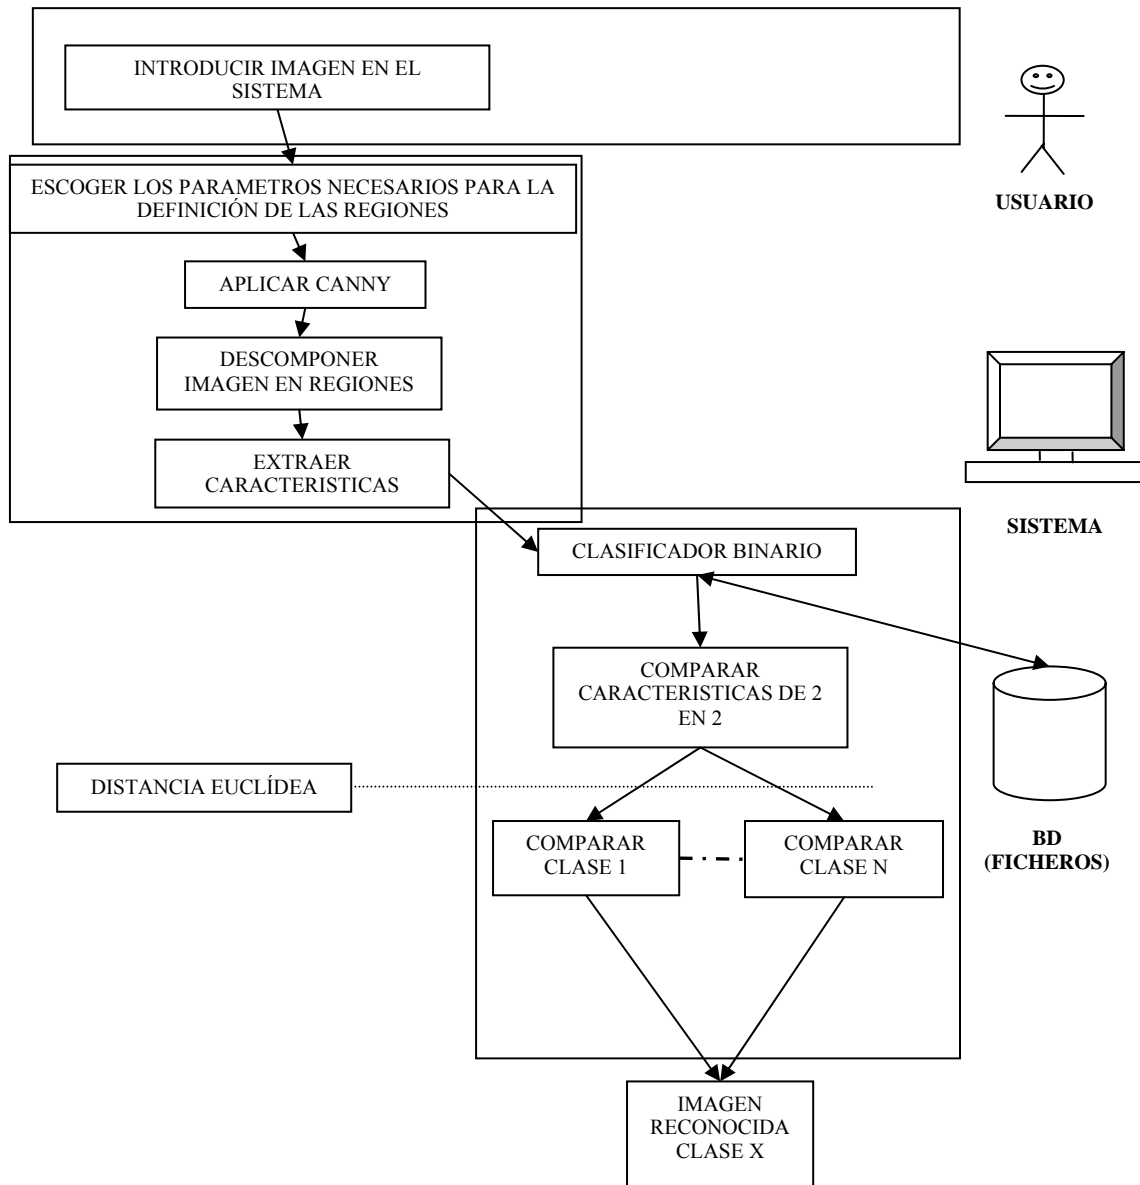 INTRODUCIR IMAGEN EN EL
SISTEMA
ESCOGER LOS PARAMETROS NECESARIOS PARA LA
DEFINICIÓN DE LAS REGIONES
USUARIO
APLICAR CANNY
DESCOMPONER
IMAGEN EN REGIONES
EXTRAER
CARACTERISTICAS
SISTEMA
CLASIFICADOR BINARIO
COMPARAR
CARACTERISTICAS DE 2
EN 2
DISTANCIA EUCLÍDEA
COMPARAR
CLASE 1
COMPARAR
CLASE N
BD
(FICHEROS)
IMAGEN
RECONOCIDA
CLASE X